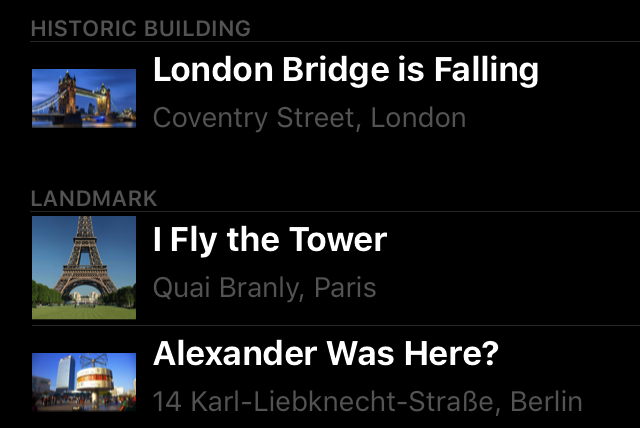 HISTORIC BUILDING
London Bridge is Falling
Coventry Street, London
LANDMARK
I Fly the Tower
Quai Branly, Paris
Alexander Was Here?
14 Karl-Liebknecht-Straße, Berlin